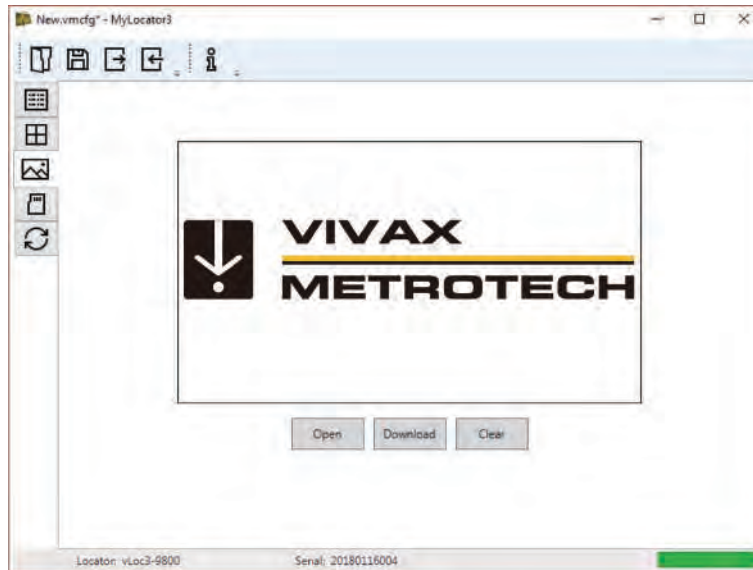 New.vmcfg* - MyLocator3
VIVAX
METROTECH
Open Download Clear
Locator: vLoc3-9800 Serial: 20180116004